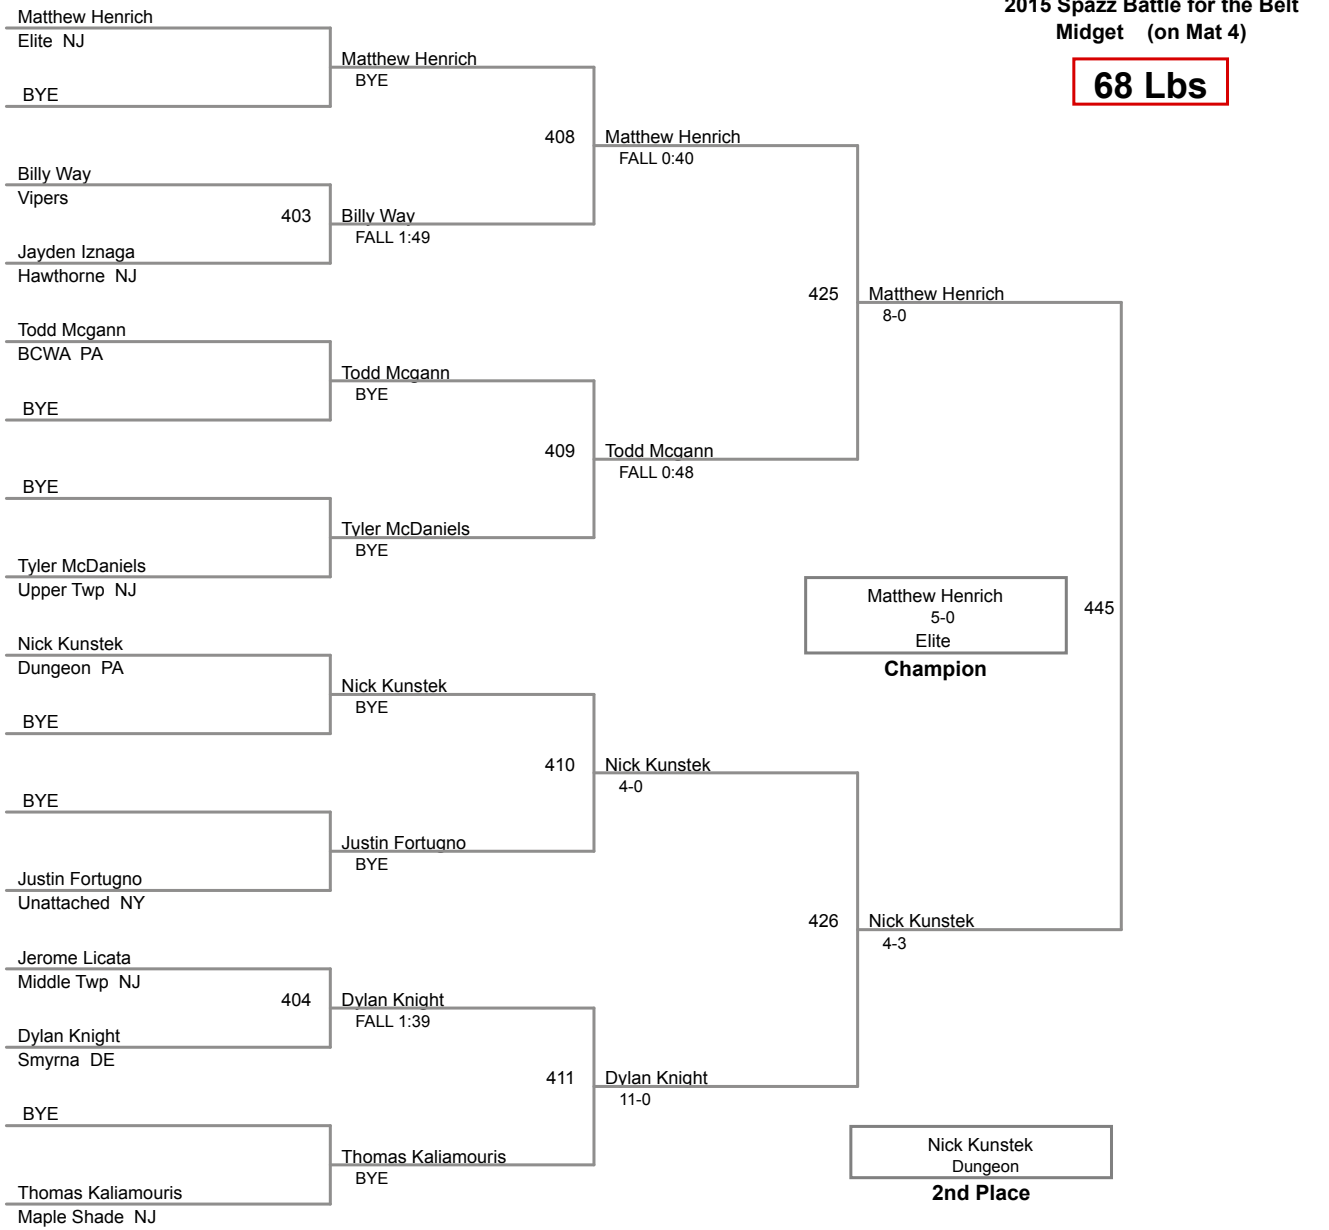 2015 Spazz Battle for the Belt
Midget (on Mat 4)
68 Lbs
Matthew Henrich
Elite NJ
BYE
Billy Way
Vipers
Jayden Iznaga
Hawthorne NJ
Todd Mcgann
BCWA PA
BYE
BYE
Tyler McDaniels
Upper Twp NJ
Nick Kunstek
Dungeon PA
BYE
BYE
Justin Fortugno
Unattached NY
Jerome Licata
Middle Twp NJ
Dylan Knight
Smyrna DE
BYE
Thomas Kaliamouris
Maple Shade NJ
403
404
Matthew Henrich
BYE
Billy Way
FALL 1:49
Todd Mcgann
BYE
Tyler McDaniels
BYE
Nick Kunstek
BYE
Justin Fortugno
BYE
Dylan Knight
FALL 1:39
Thomas Kaliamouris
BYE
408
409
410
411
Matthew Henrich
FALL 0:40
Todd Mcgann
FALL 0:48
Nick Kunstek
4-0
Dylan Knight
11-0
425
426
Matthew Henrich
8-0
Nick Kunstek
4-3
445
Matthew Henrich
5-0
Elite
Champion
Nick Kunstek
Dungeon
2nd Place